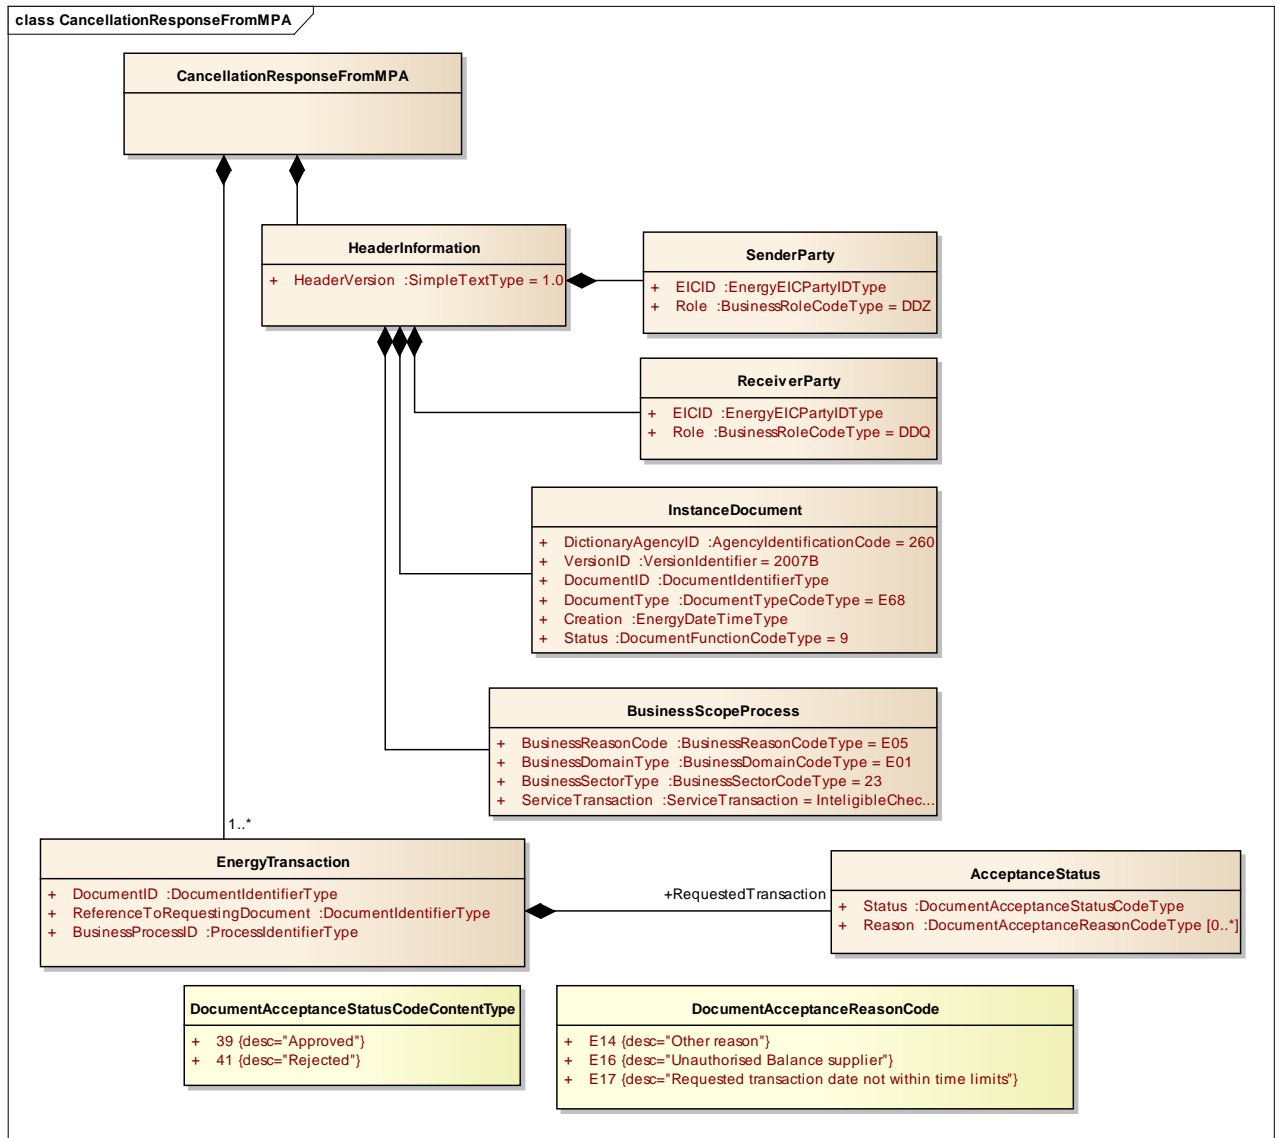 class CancellationResponseFromMPA
CancellationResponseFromMPA
HeaderInformation
+ HeaderVersion :SimpleTextType = 1.0
SenderParty
+ EICID :EnergyEICPartyIDType
+ Role :BusinessRoleCodeType = DDZ
ReceiverParty
+ EICID :EnergyEICPartyIDType
+ Role :BusinessRoleCodeType = DDQ
InstanceDocument
+ DictionaryAgencyID :AgencyIdentificationCode = 260
+ VersionID :VersionIdentifier = 2007B
+ DocumentID :DocumentIdentifierType
+ DocumentType :DocumentTypeCodeType = E68
+ Creation :EnergyDateTimeType
+ Status :DocumentFunctionCodeType = 9
BusinessScopeProcess
+ BusinessReasonCode :BusinessReasonCodeType = E05
+ BusinessDomainType :BusinessDomainCodeType = E01
+ BusinessSectorType :BusinessSectorCodeType = 23
+ ServiceTransaction :ServiceTransaction = InteligibleChec...
1..*
EnergyTransaction
+ DocumentID :DocumentIdentifierType
+ ReferenceToRequestingDocument :DocumentIdentifierType
+ BusinessProcessID :ProcessIdentifierType
+RequestedTransaction
AcceptanceStatus
+ Status :DocumentAcceptanceStatusCodeType
+ Reason :DocumentAcceptanceReasonCodeType [0..*]
DocumentAcceptanceStatusCodeContentType
+ 39 {desc="Approved"}
+ 41 {desc="Rejected"}
DocumentAcceptanceReasonCode
+ E14 {desc="Other reason"}
+ E16 {desc="Unauthorised Balance supplier"}
+ E17 {desc="Requested transaction date not within time limits"}